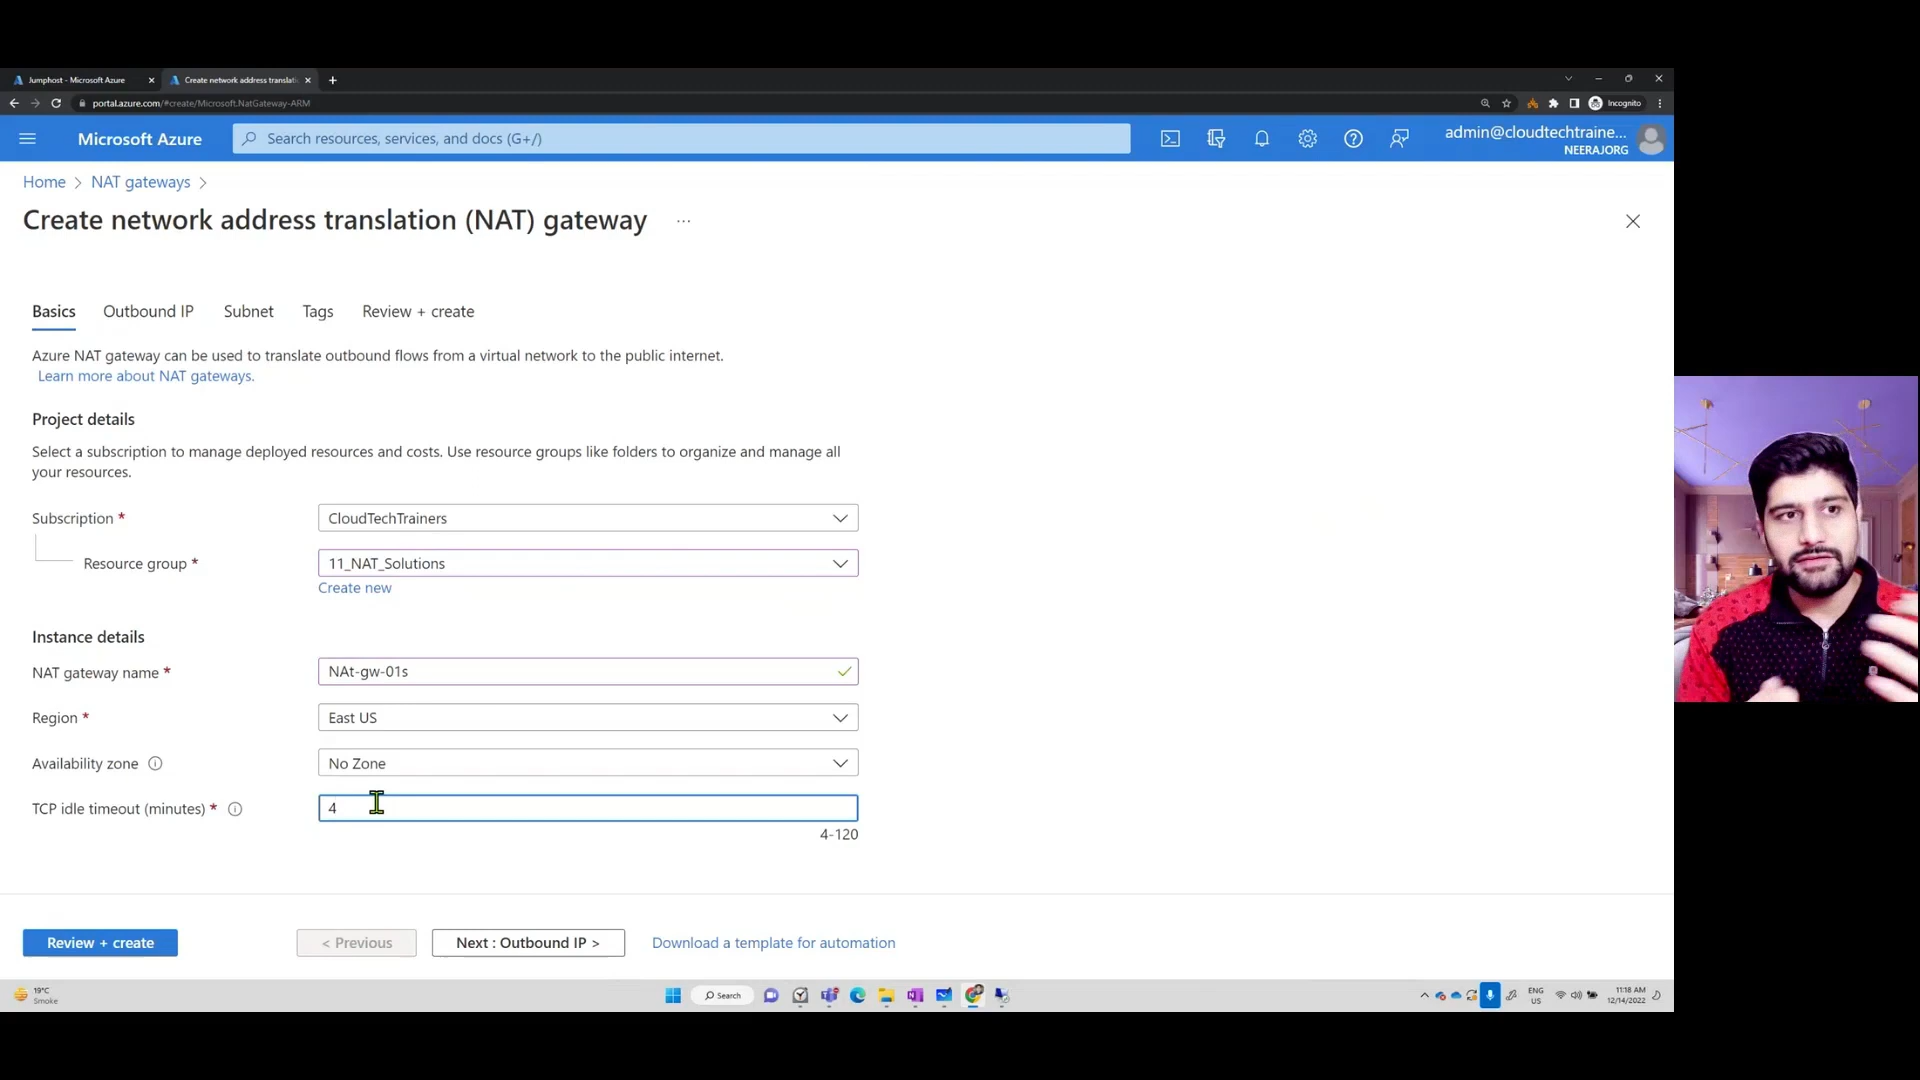 Jumphost - Microsoft Azure
Create network address translati
portal.azure.com/#create/Microsoft.NatGateway-ARM
Incognito
Microsoft Azure
Search resources, services, and docs (G+/)
admin@cloudtechtraine...
NEERAJORG
Home > NAT gateways >
Create network address translation (NAT) gateway ...
Basics Outbound IP Subnet Tags Review + create
Azure NAT gateway can be used to translate outbound flows from a virtual network to the public internet.
Learn more about NAT gateways.
Project details
Select a subscription to manage deployed resources and costs. Use resource groups like folders to organize and manage all
your resources.
Subscription * CloudTechTrainers
Resource group * 11_NAT_Solutions
Create new
Instance details
NAT gateway name * NAt-gw-01s
Region * East US
Availability zone No Zone
TCP idle timeout (minutes) * 4
4-120
Review + create < Previous Next : Outbound IP > Download a template for automation
19°C
Smoke
Search
ENG
US
11:18 AM
12/14/2022